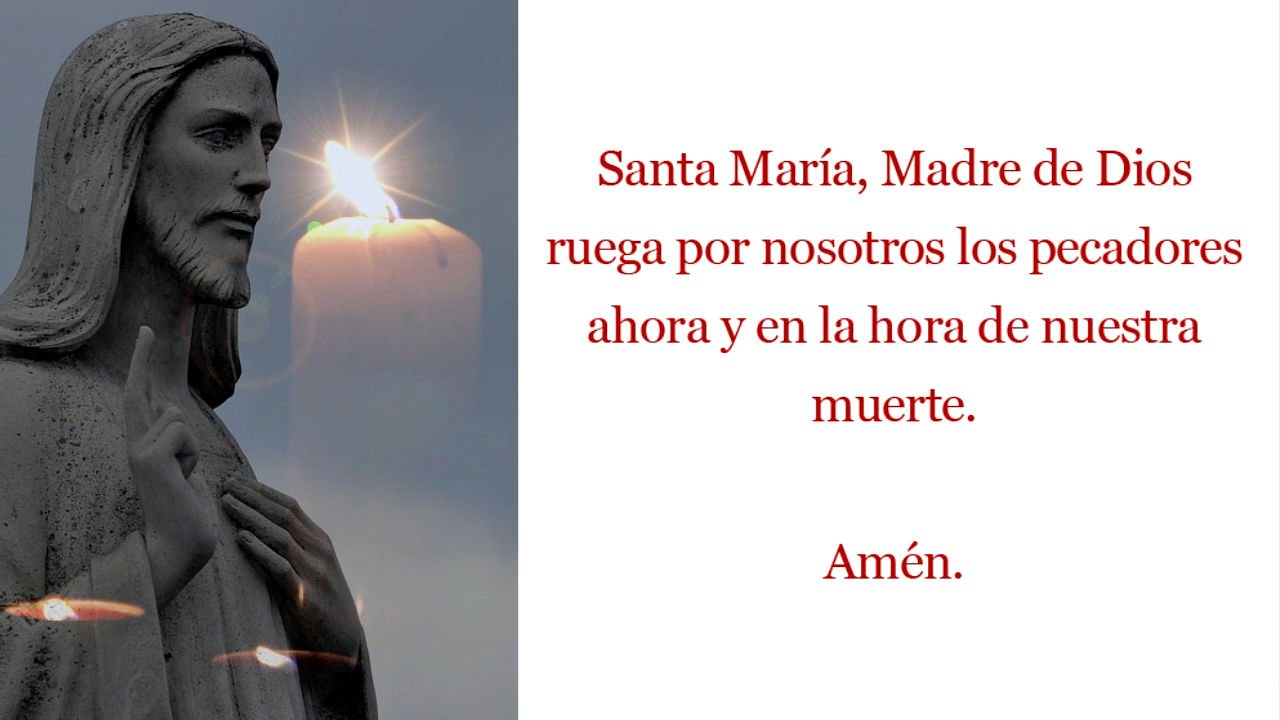 Santa María, Madre de Dios
ruega por nosotros los pecadores
ahora y en la hora de nuestra
muerte.
Amén.